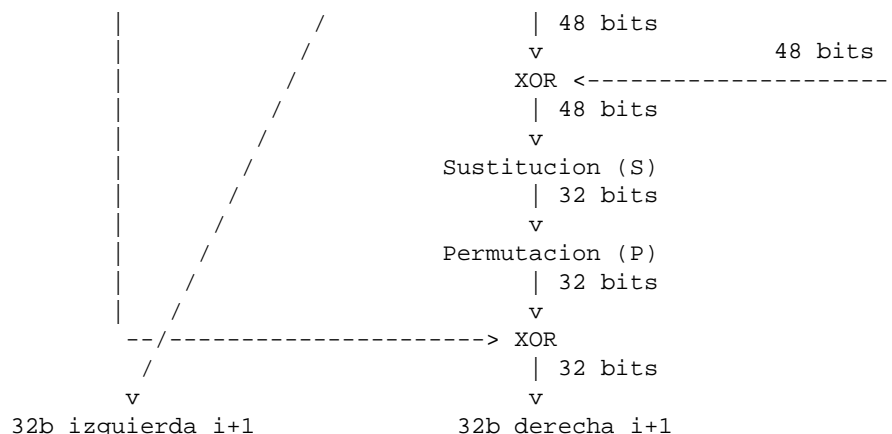 |             /              | 48 bits
|            /               v                48 bits
|           /               XOR <----------------------
|          /                 | 48 bits
|         /                  v
|        /             Sustitucion (S)
|       /                    | 32 bits
|      /                     v
|     /                Permutacion (P)
|    /                       | 32 bits
|   /                        v
--/----------------------> XOR
/                          | 32 bits
v                           v
32b izquierda i+1              32b derecha i+1